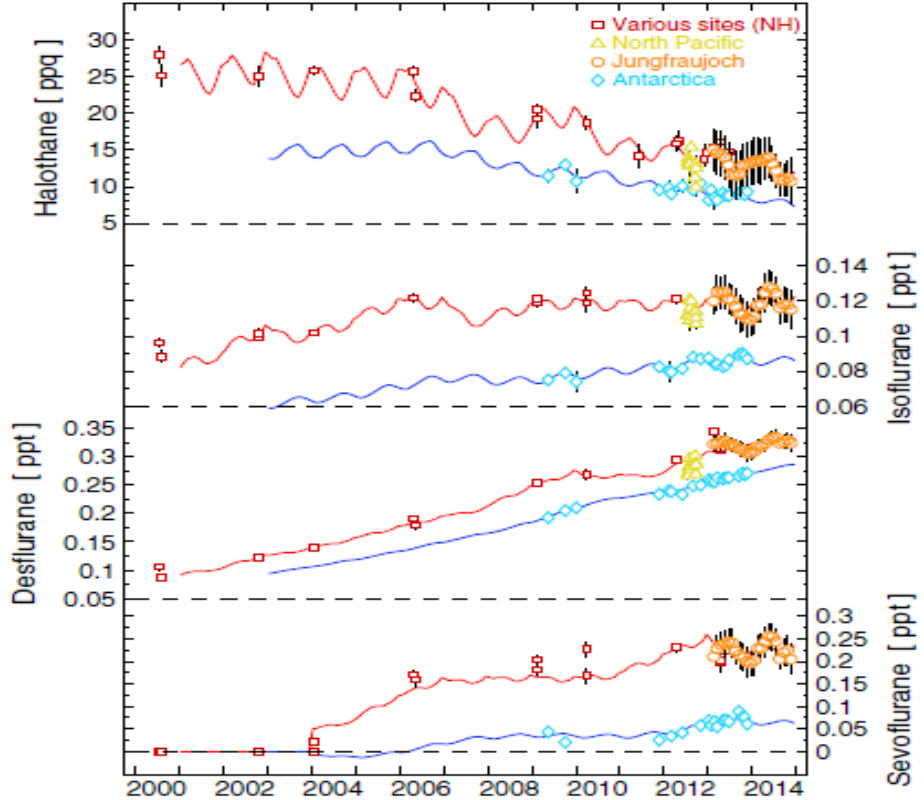 Various sites (NH)
North Pacific
Jungfraujoch
Antarctica
Halothane [ ppq ]
30
25
20
15
10
5
Isoflurane [ ppt ]
0.14
0.12
0.1
0.08
0.06
Desflurane [ ppt ]
0.35
0.3
0.25
0.2
0.15
0.1
0.05
Sevoflurane [ ppt ]
0.3
0.25
0.2
0.15
0.1
0.05
0
2000 2002 2004 2006 2008 2010 2012 2014